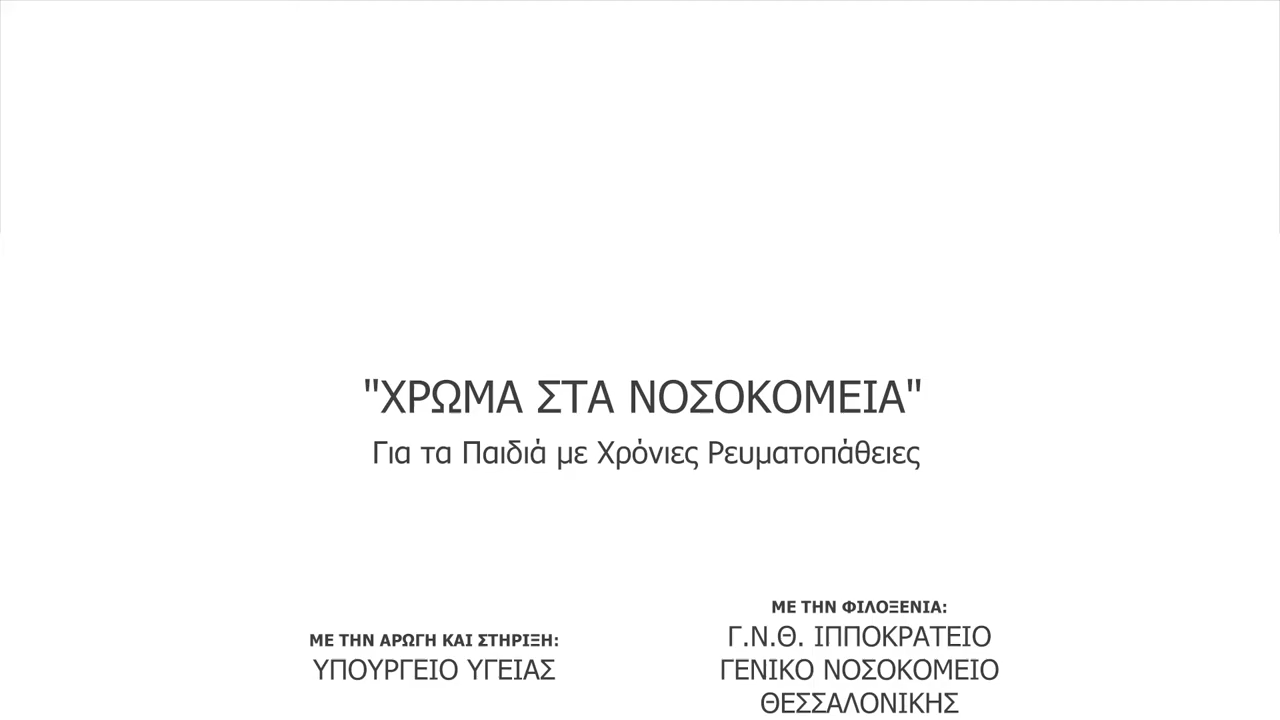 "ΧΡΩΜΑ ΣΤΑ ΝΟΣΟΚΟΜΕΙΑ"
Για τα Παιδιά με Χρόνιες Ρευματοπάθειες
ΜΕ ΤΗΝ ΑΡΩΓΗ ΚΑΙ ΣΤΗΡΙΞΗ:
ΥΠΟΥΡΓΕΙΟ ΥΓΕΙΑΣ
ΜΕ ΤΗΝ ΦΙΛΟΞΕΝΙΑ:
Γ.Ν.Θ. ΙΠΠΟΚΡΑΤΕΙΟ
ΓΕΝΙΚΟ ΝΟΣΟΚΟΜΕΙΟ
ΘΕΣΣΑΛΟΝΙΚΗΣ